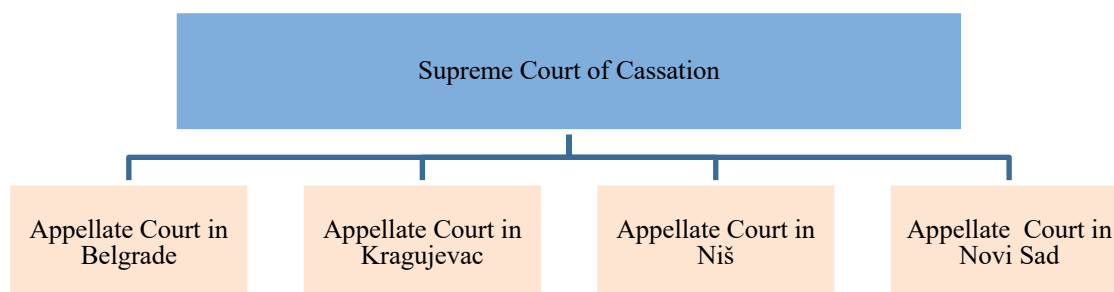 Supreme Court of Cassation
Appellate Court in
Belgrade
Appellate Court in
Kragujevac
Appellate Court in
Niš
Appellate Court in
Novi Sad